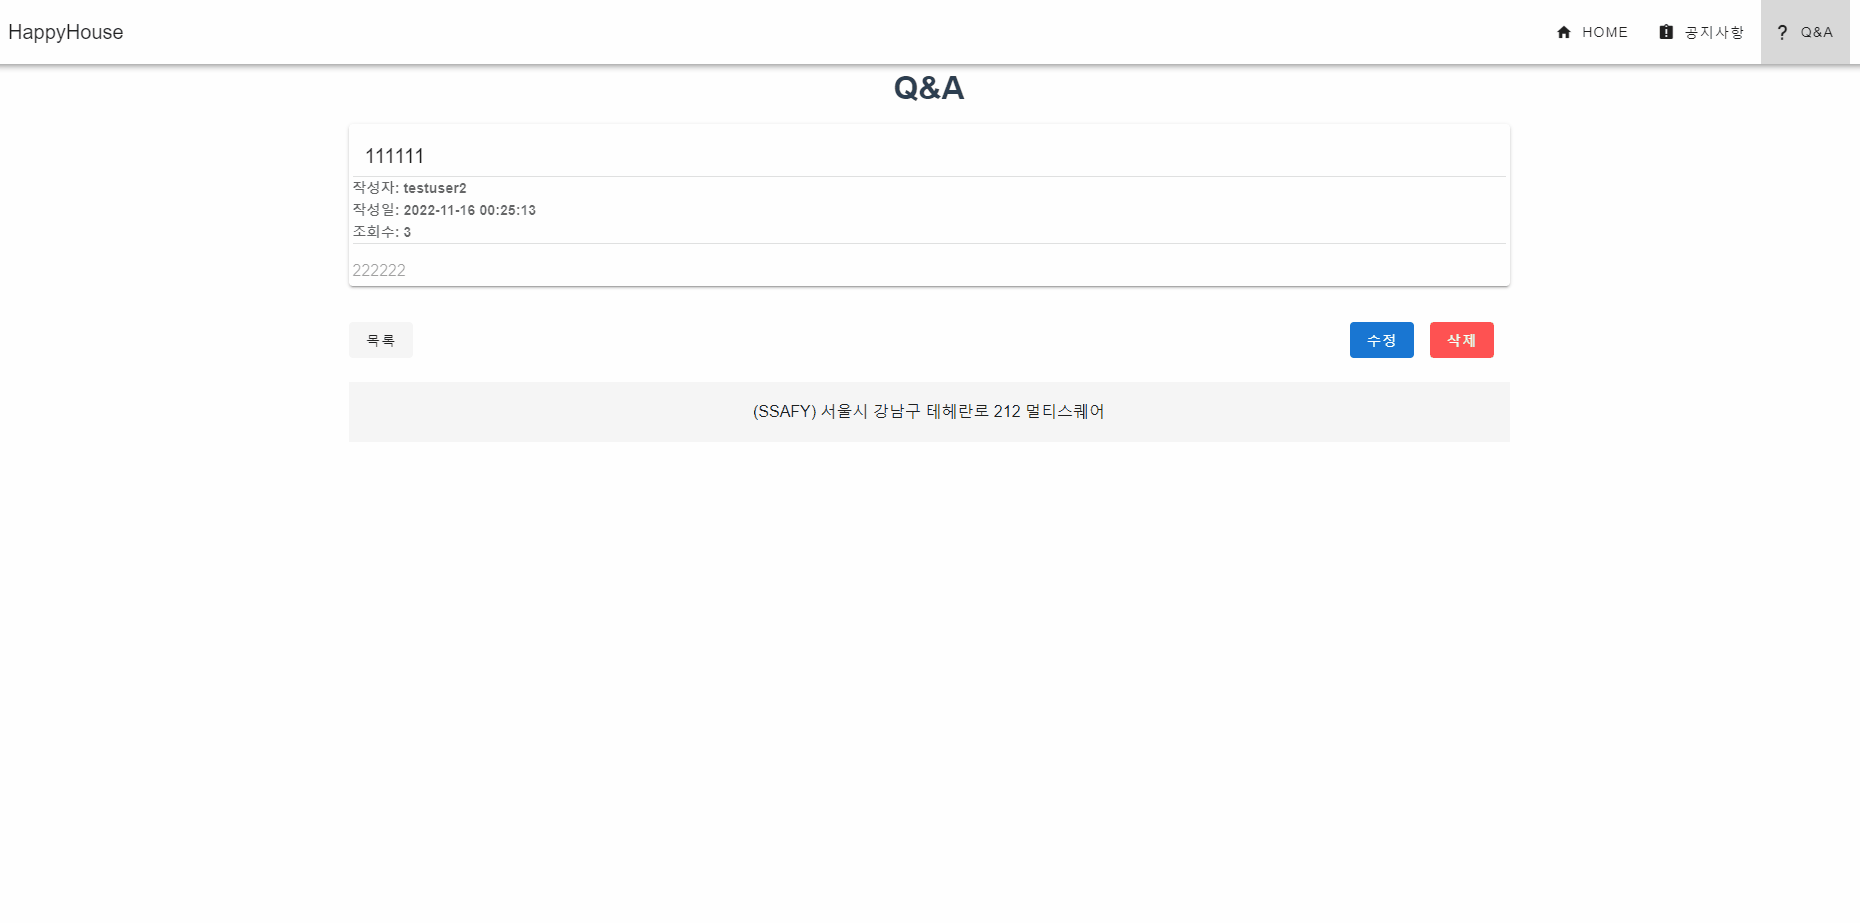 HappyHouse
HOME
공지사항
? Q&A
Q&A
111111
작성자: testuser2
작성일: 2022-11-16 00:25:13
조회수: 3
222222
목록
수정
삭제
(SSAFY) 서울시 강남구 테헤란로 212 멀티스퀘어